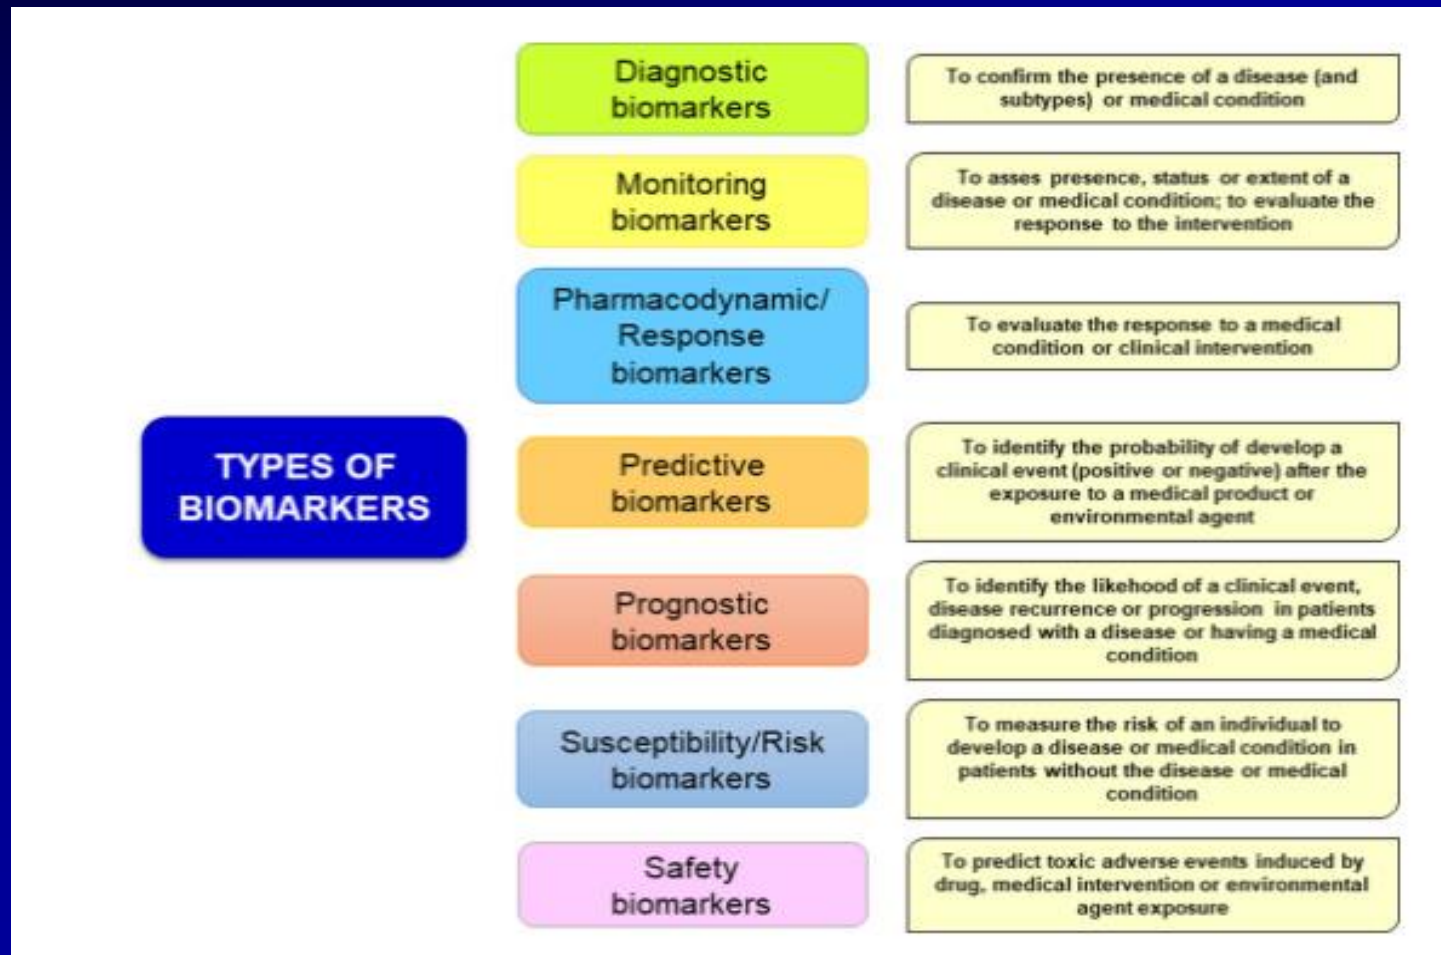 TYPES OF
BIOMARKERS
Diagnostic
biomarkers
To confirm the presence of a disease (and
subtypes) or medical condition
Monitoring
biomarkers
To asses presence, status or extent of a
disease or medical condition; to evaluate the
response to the intervention
Pharmacodynamic/
Response
biomarkers
To evaluate the response to a medical
condition or clinical intervention
Predictive
biomarkers
To identify the probability of develop a
clinical event (positive or negative) after the
exposure to a medical product or
environmental agent
Prognostic
biomarkers
To identify the likehood of a clinical event,
disease recurrence or progression in patients
diagnosed with a disease or having a medical
condition
Susceptibility/Risk
biomarkers
To measure the risk of an individual to
develop a disease or medical condition in
patients without the disease or medical
condition
Safety
biomarkers
To predict toxic adverse events induced by
drug, medical intervention or environmental
agent exposure